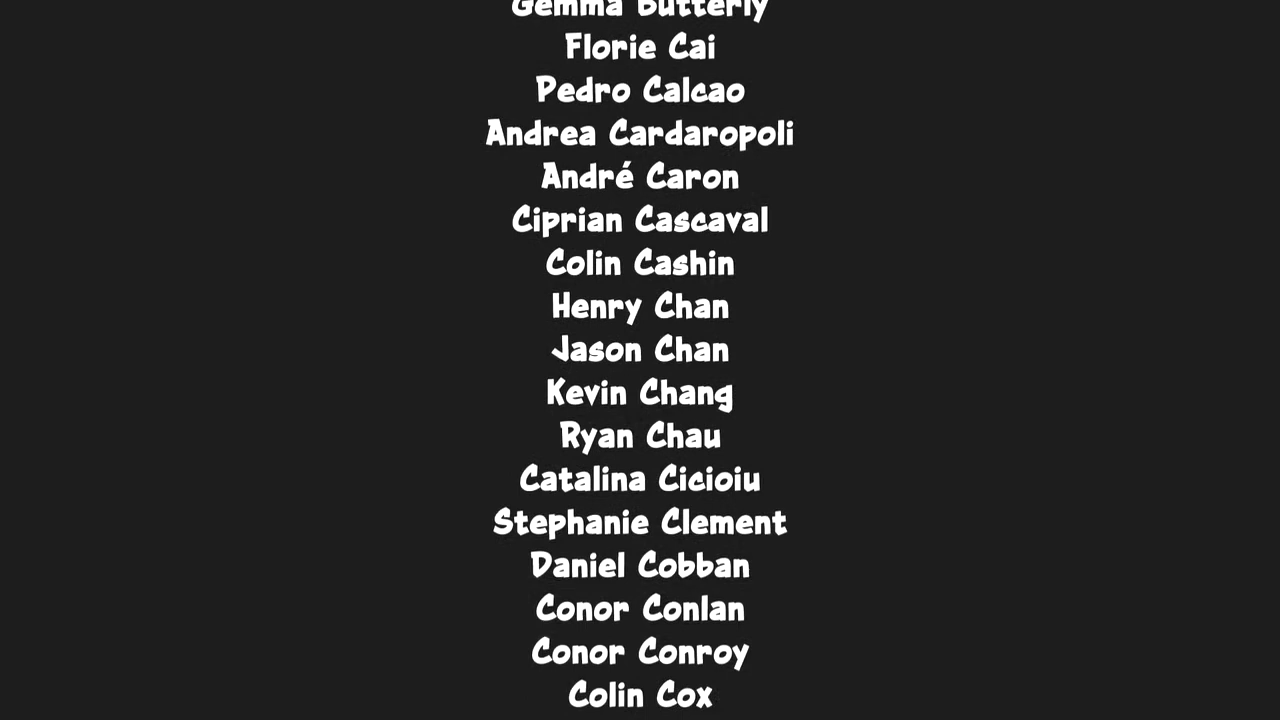 Gemma Butterly
Florie Cai
Pedro Calcao
Andrea Cardaropoli
André Caron
Ciprian Cascaval
Colin Cashin
Henry Chan
Jason Chan
Kevin Chang
Ryan Chau
Catalina Cicioiu
Stephanie Clement
Daniel Cobban
Conor Conlan
Conor Conroy
Colin Cox